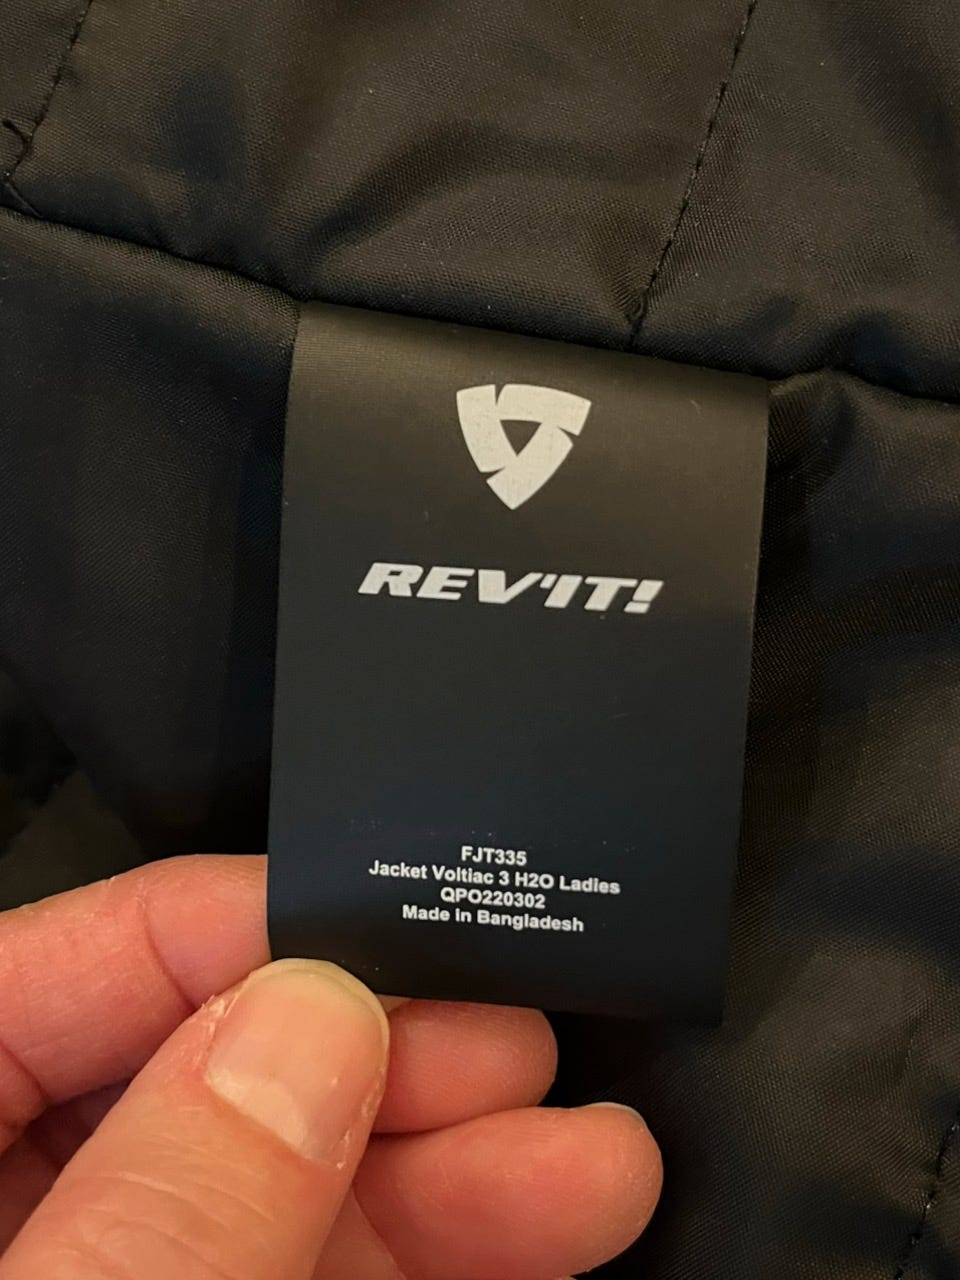 REV'IT!
FJT335
Jacket Voltiac 3 H2O Ladies
QPO220302
Made in Bangladesh